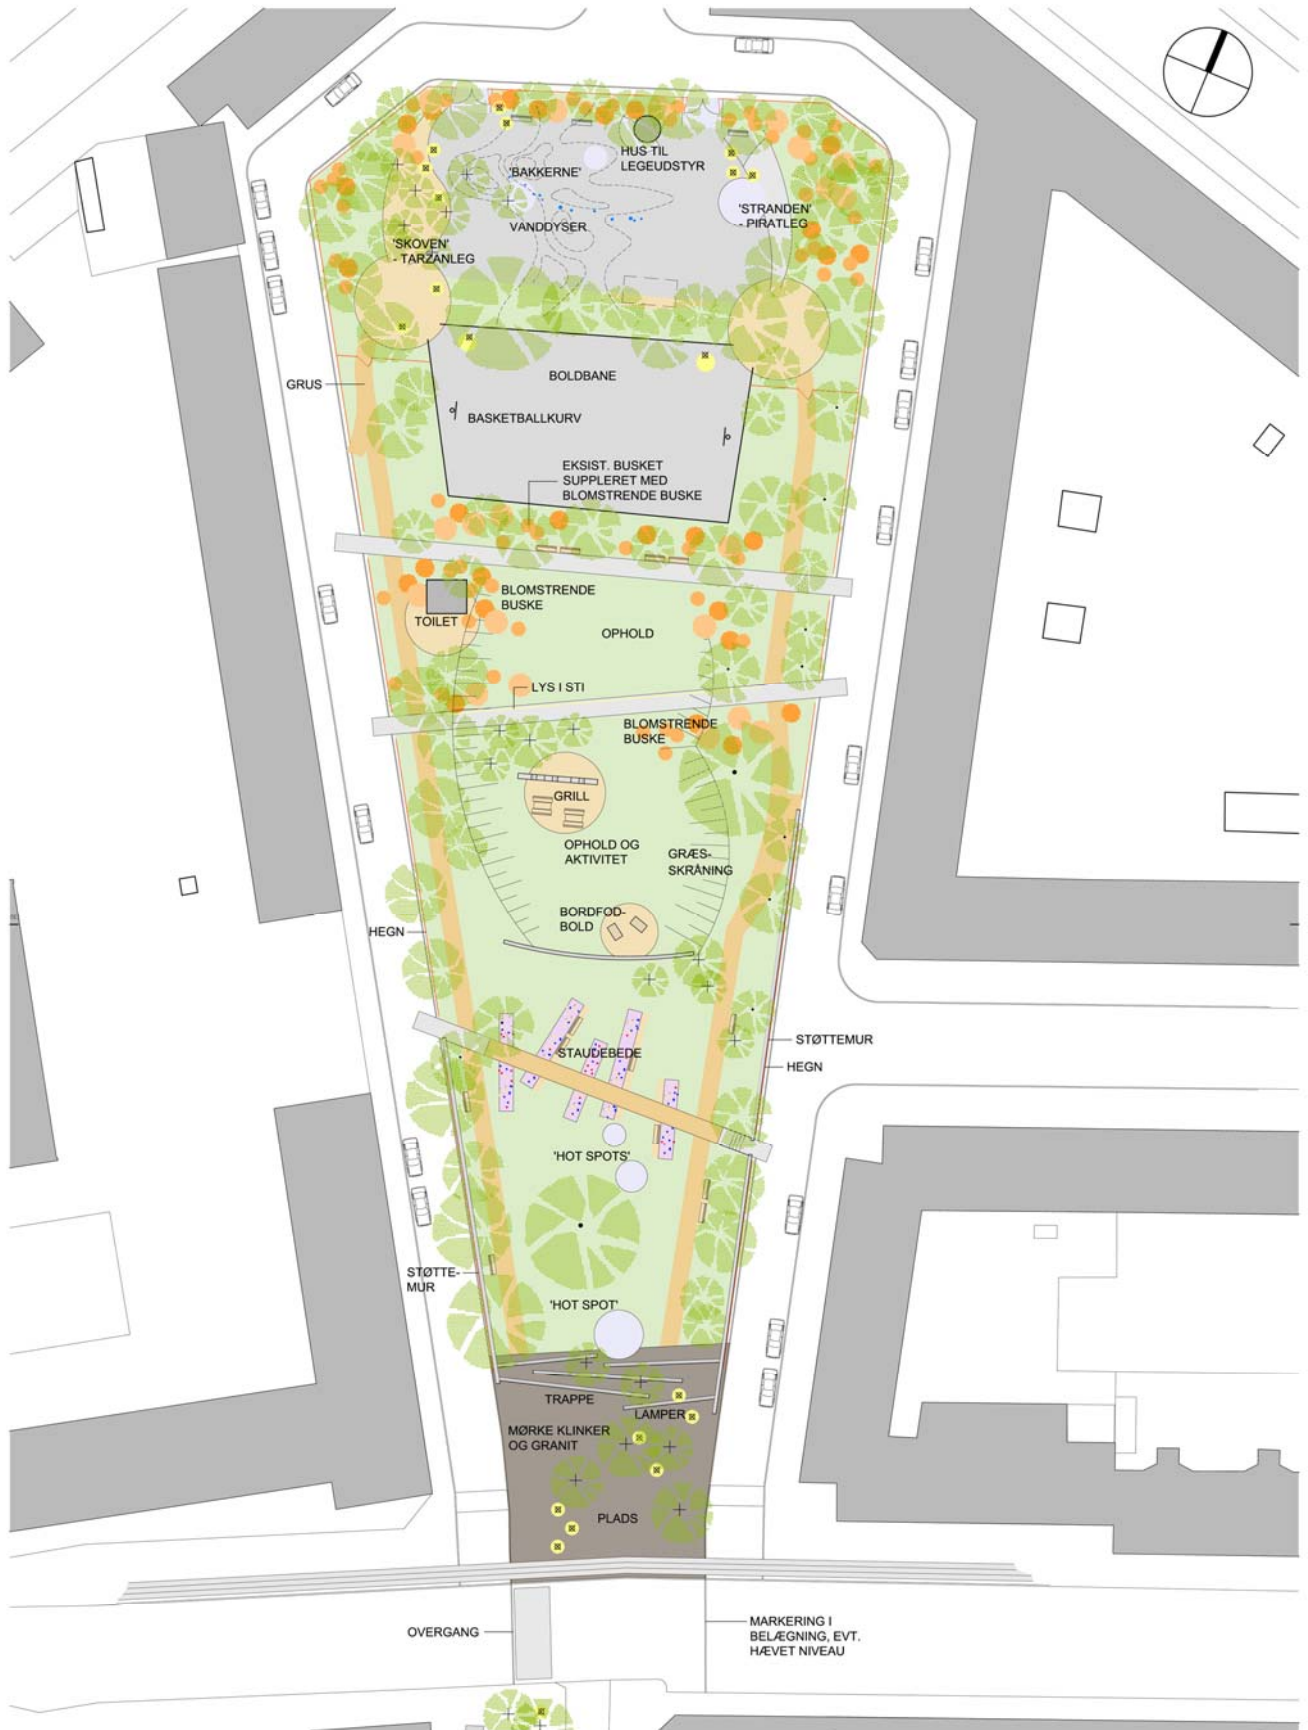 HUS TIL
LEGEUDSTYR
'BAKKERNE'
'STRANDEN'
- PIRATLEG
VANDDYSER
'SKOVEN'
- TARZANLEG
BOLDBANE
GRUS
BASKETBALLKURV
EKSIST. BUSKET
SUPPLERET MED
BLOMSTRENDE BUSKE
BLOMSTRENDE
BUSKE
TOILET
OPHOLD
LYS I STI
BLOMSTRENDE
BUSKE
GRILL
OPHOLD OG
AKTIVITET
GRÆS-
SKRÅNING
BORDFOD-
BOLD
HEGN
STØTTEMUR
STAUDEBEDE
HEGN
'HOT SPOTS'
STØTTE-
MUR
'HOT SPOT'
TRAPPE
LAMPER
MØRKE KLINKER
OG GRANIT
PLADS
OVERGANG
MARKERING I
BELÆGNING, EVT.
HÆVET NIVEAU